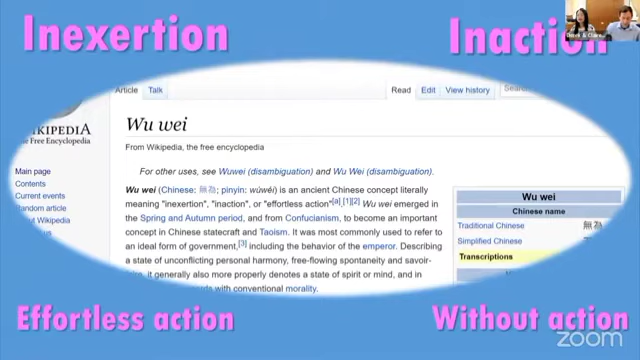 Inexertion
Inaction
Derek & Claire
Article Talk Read Edit View history Search
WIKIPEDIA
The Free Encyclopedia
Wu wei
From Wikipedia, the free encyclopedia
Main page
Contents
Current events
Random article
About Wikipedia
For other uses, see Wuwei (disambiguation) and Wu Wei (disambiguation).
Wu wei (Chinese: 無為; pinyin: wúwéi) is an ancient Chinese concept literally
meaning "inexertion", "inaction", or "effortless action"[a].[1][2] Wu wei emerged in
the Spring and Autumn period, and from Confucianism, to become an important
concept in Chinese statecraft and Taoism. It was most commonly used to refer to
an ideal form of government,[3] including the behavior of the emperor. Describing
a state of unconflicting personal harmony, free-flowing spontaneity and savoir-
it generally also more properly denotes a state of spirit or mind, and in
with conventional morality.
Wu wei
Chinese name
Traditional Chinese 無為
Simplified Chinese
Transcriptions
Effortless action
Without action
zoom